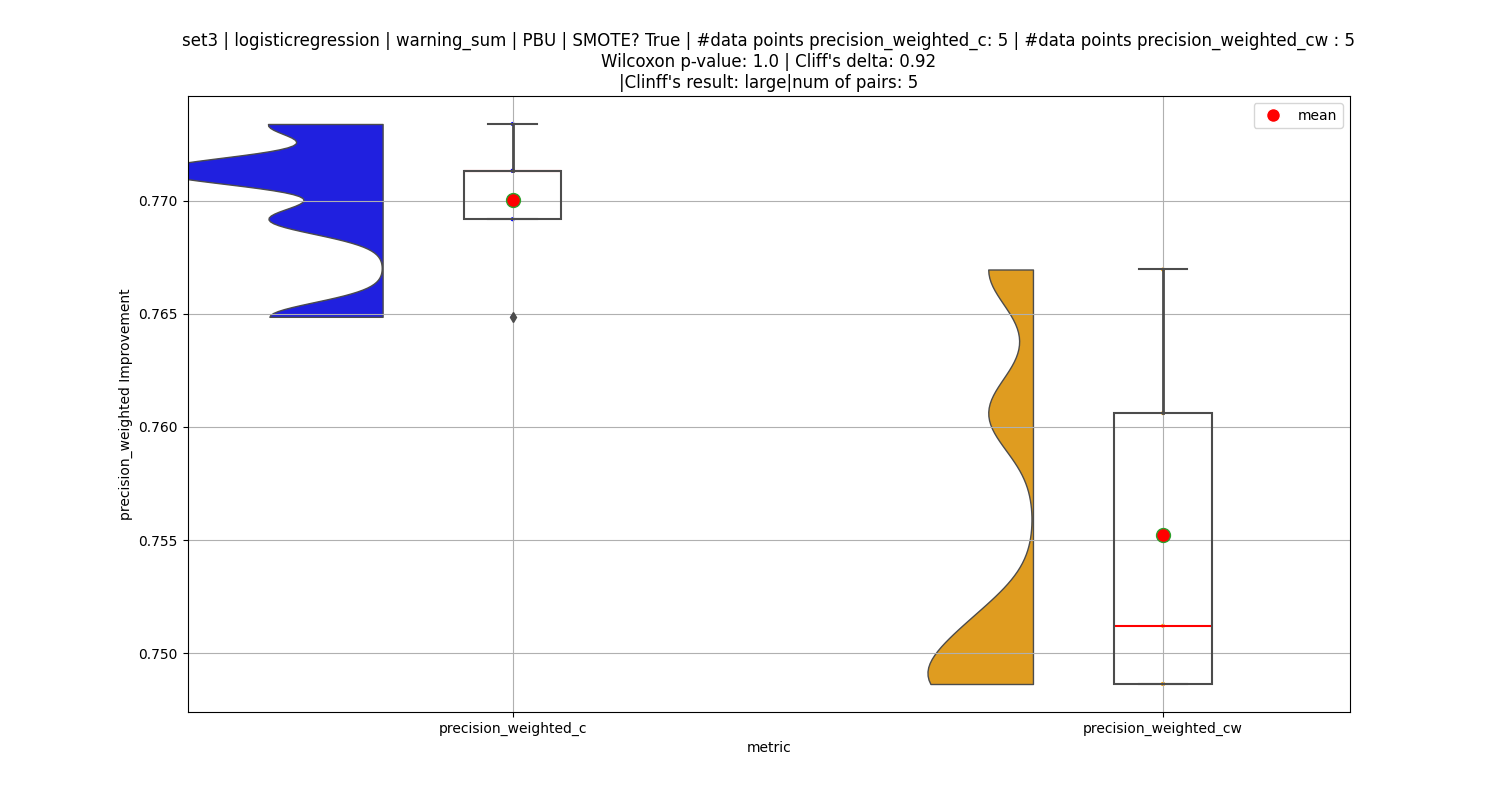 set3 | logisticregression | warning_sum | PBU | SMOTE? True | #data points precision_weighted_c: 5 | #data points precision_weighted_cw : 5
Wilcoxon p-value: 1.0 | Cliff's delta: 0.92
|Clinff's result: large|num of pairs: 5
mean
0.770
0.765
0.760
0.755
0.750
precision_weighted Improvement
precision_weighted_c
precision_weighted_cw
metric